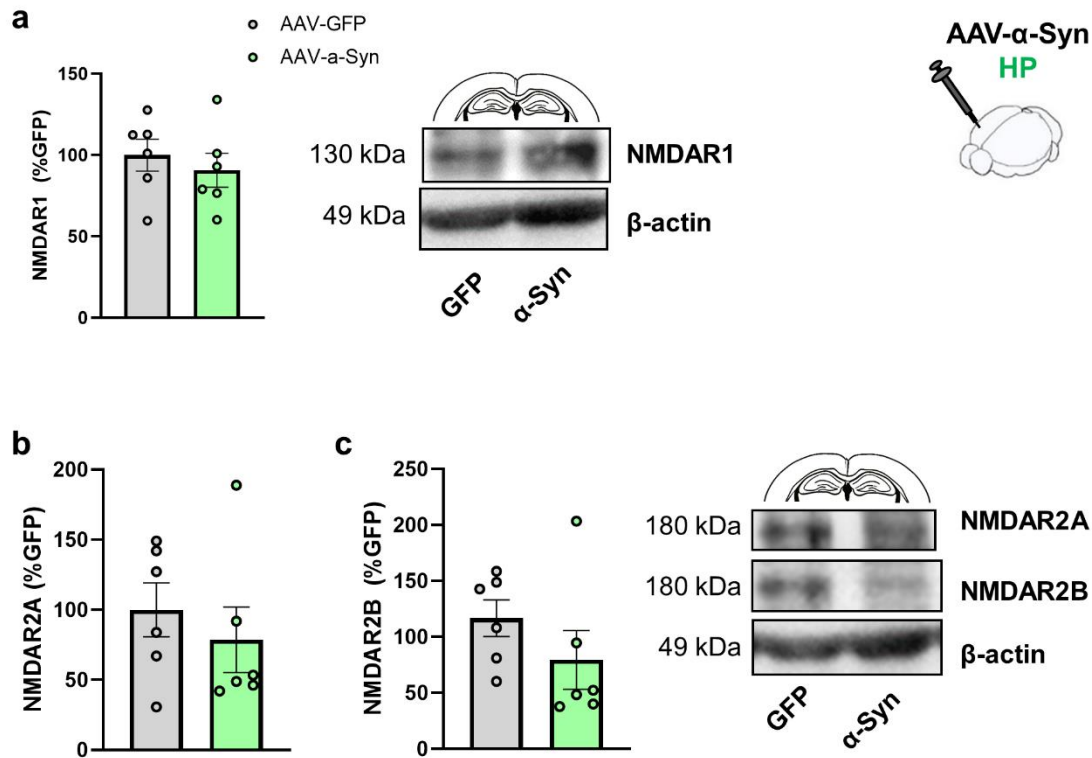 a
AAV-GFP
AAV-a-Syn
NMDAR1 (%GFP)
150
100
50
0
130 kDa
NMDAR1
49 kDa
β-actin
GFP
α-Syn
AAV-α-Syn
HP
b
NMDAR2A (%GFP)
200
150
100
50
0
c
NMDAR2B (%GFP)
250
200
150
100
50
0
180 kDa
NMDAR2A
180 kDa
NMDAR2B
49 kDa
β-actin
GFP
α-Syn